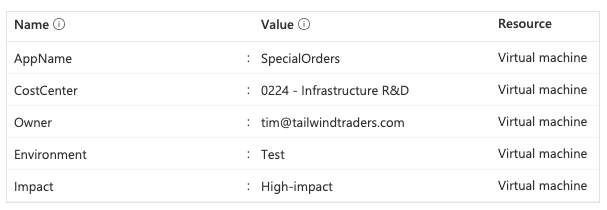 Name Value Resource
AppName : SpecialOrders Virtual machine
CostCenter : 0224 - Infrastructure R&D Virtual machine
Owner : tim@tailwindtraders.com Virtual machine
Environment : Test Virtual machine
Impact : High-impact Virtual machine